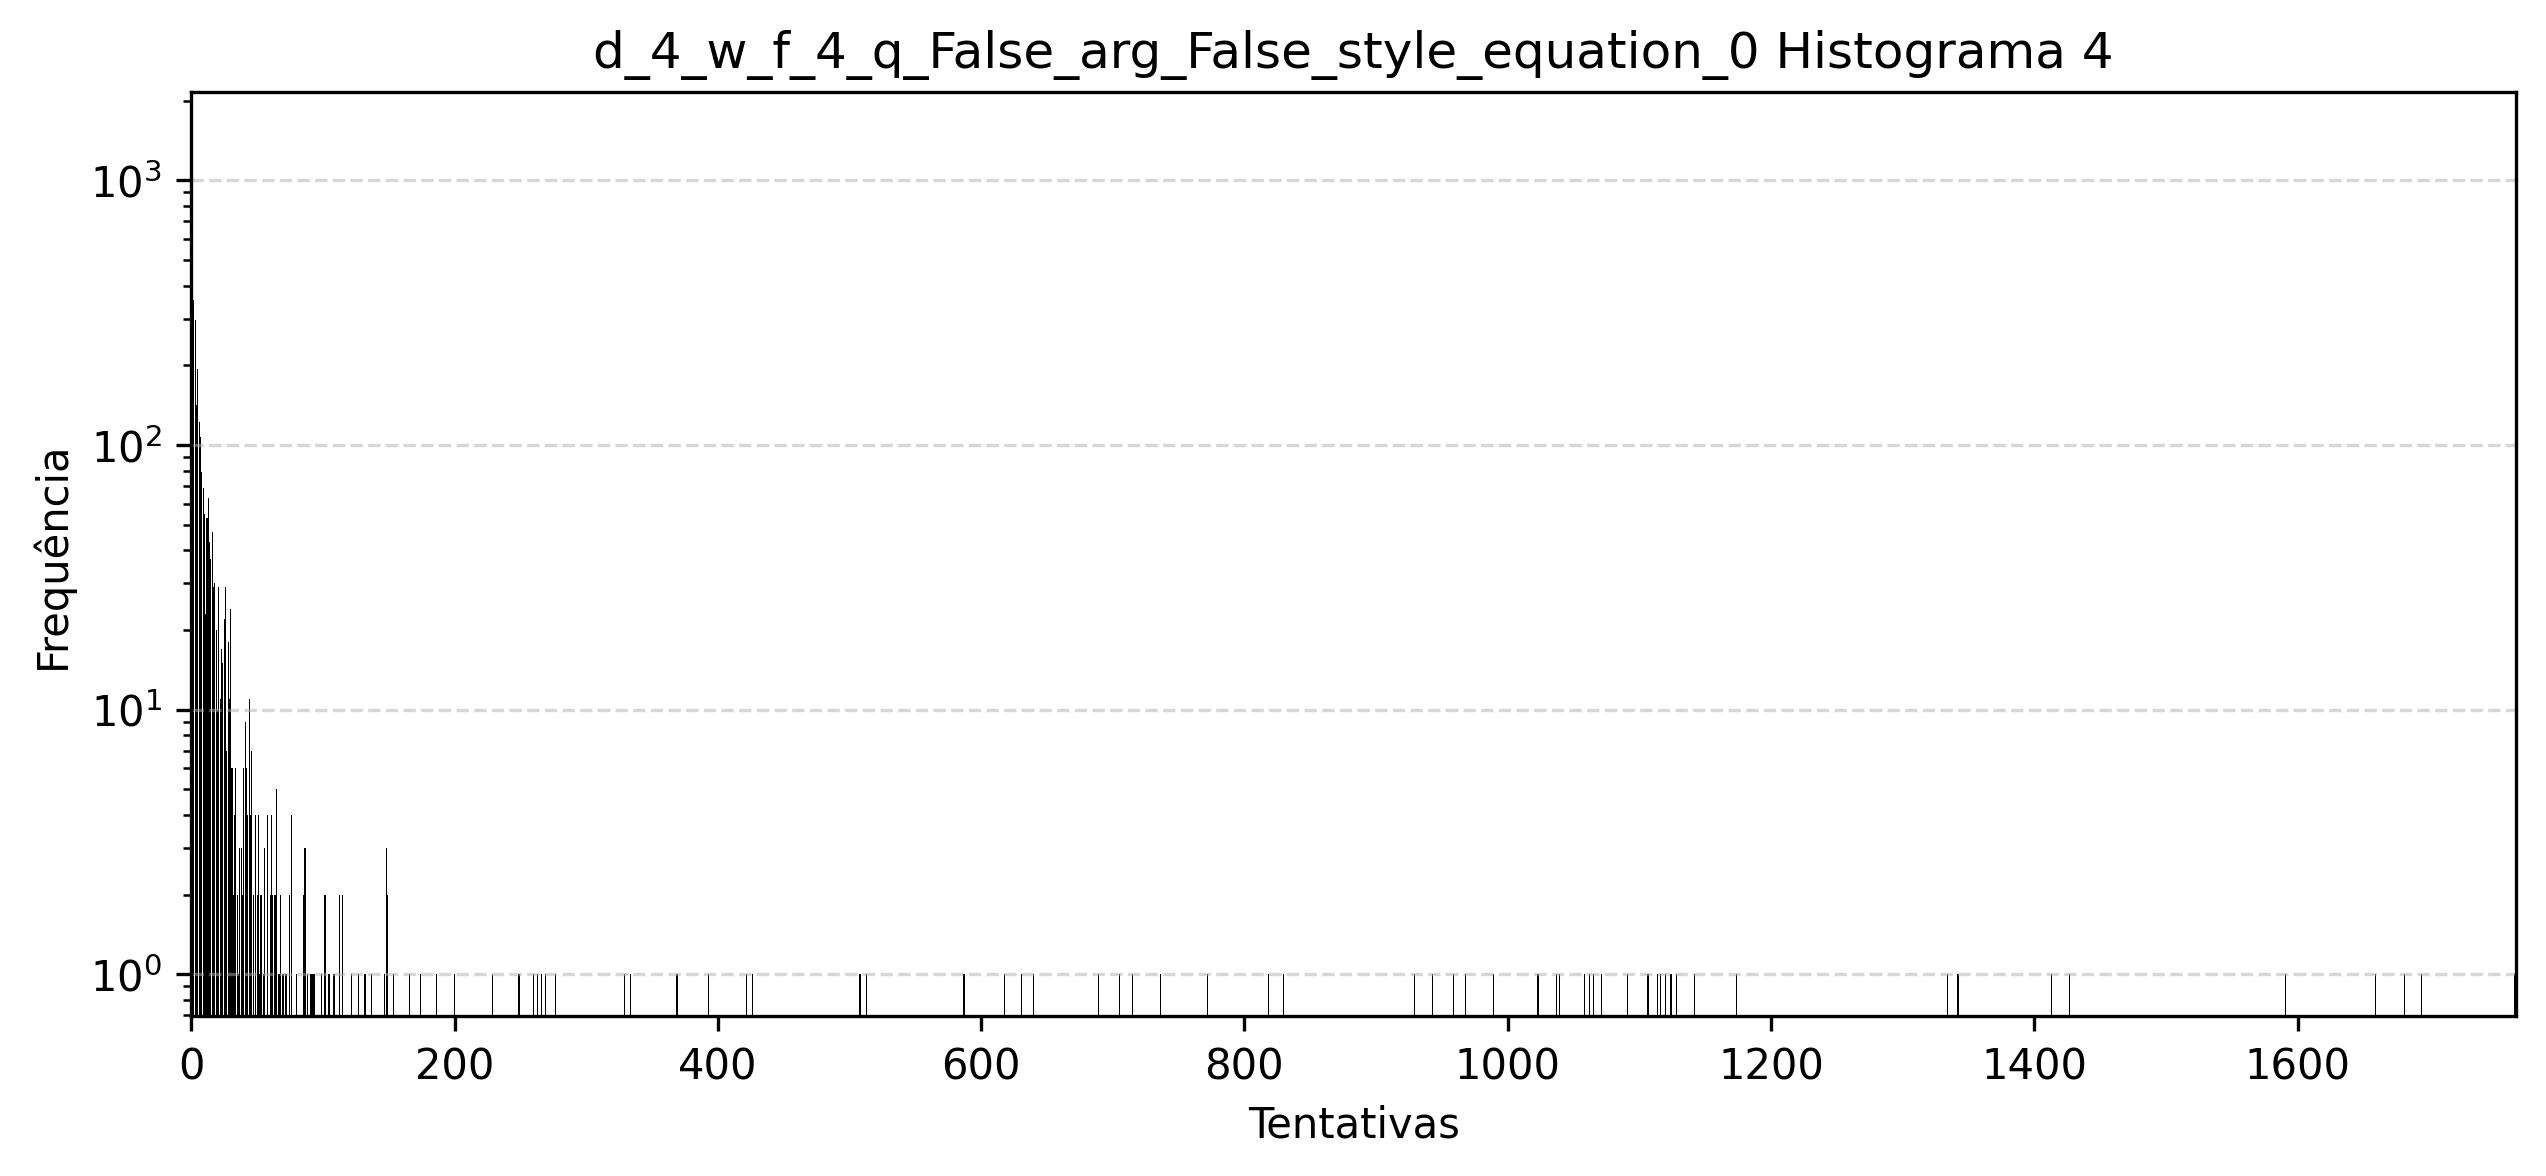 d_4_w_f_4_q_False_arg_False_style_equation_0 Histograma 4
10³
10²
10¹
10⁰
Frequência
0 200 400 600 800 1000 1200 1400 1600
Tentativas